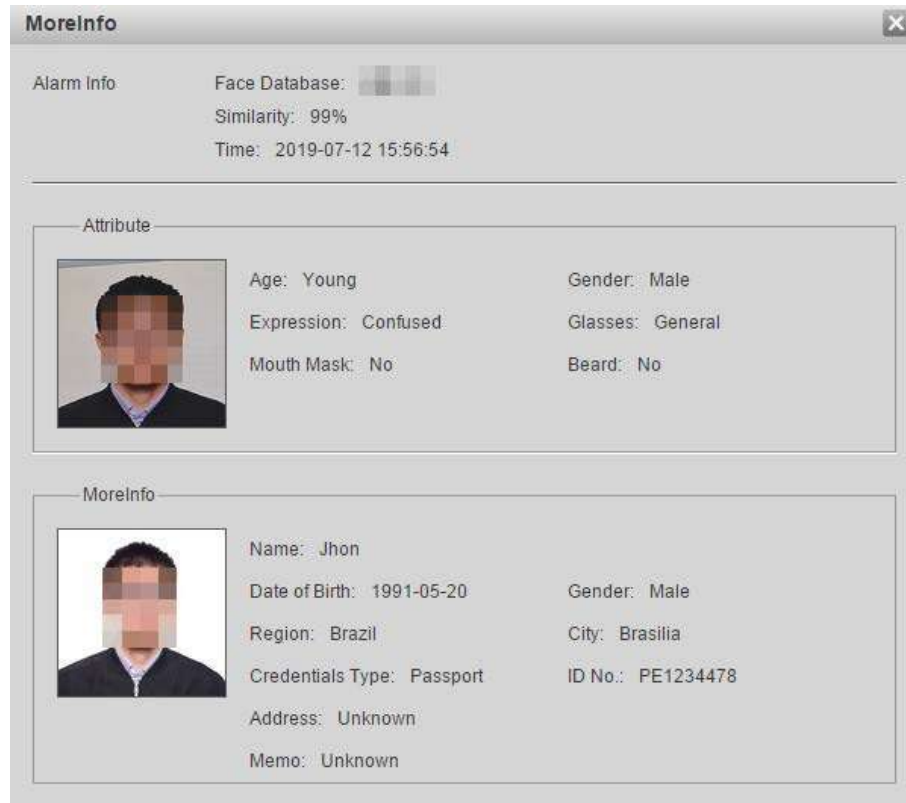 MoreInfo
Alarm Info Face Database:
Similarity: 99%
Time: 2019-07-12 15:56:54
Attribute
Age: Young Gender: Male
Expression: Confused Glasses: General
Mouth Mask: No Beard: No
MoreInfo
Name: Jhon
Date of Birth: 1991-05-20 Gender: Male
Region: Brazil City: Brasilia
Credentials Type: Passport ID No.: PE1234478
Address: Unknown
Memo: Unknown